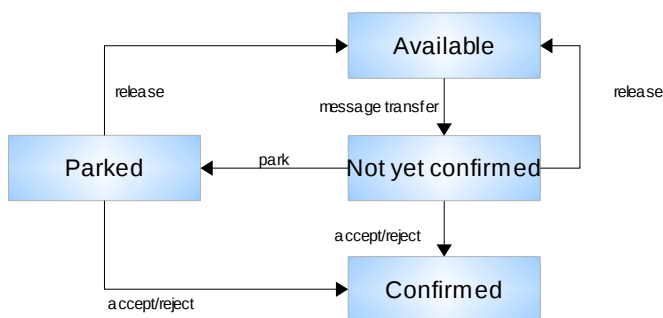 Available
release
release
message transfer
Parked
park
Not yet confirmed
accept/reject
Confirmed
accept/reject